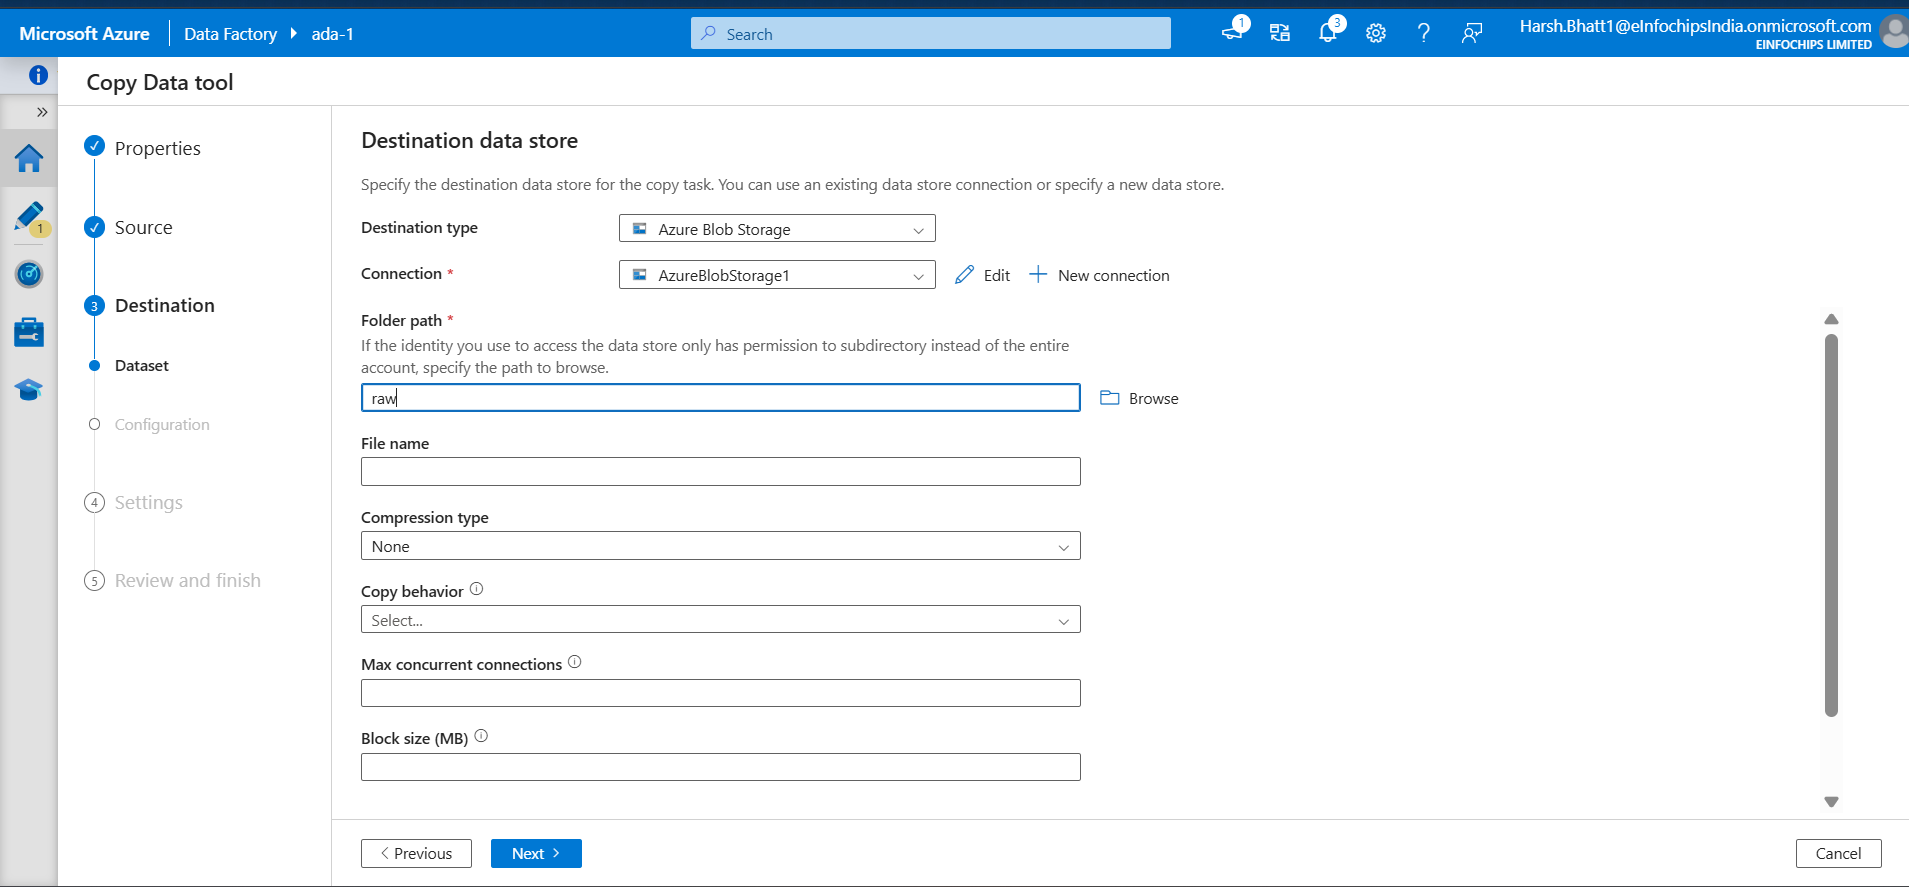 Microsoft Azure
Data Factory
ada-1
Search
1
3
Harsh.Bhatt1@eInfochipsIndia.onmicrosoft.com
EINFOCHIPS LIMITED
Copy Data tool
1
Properties
Source
3 Destination
Dataset
Configuration
4 Settings
5 Review and finish
Destination data store
Specify the destination data store for the copy task. You can use an existing data store connection or specify a new data store.
Destination type
Azure Blob Storage
Connection *
AzureBlobStorage1
Edit
New connection
Folder path *
If the identity you use to access the data store only has permission to subdirectory instead of the entire
account, specify the path to browse.
raw
Browse
File name
Compression type
None
Copy behavior
Select...
Max concurrent connections
Block size (MB)
Previous
Next
Cancel